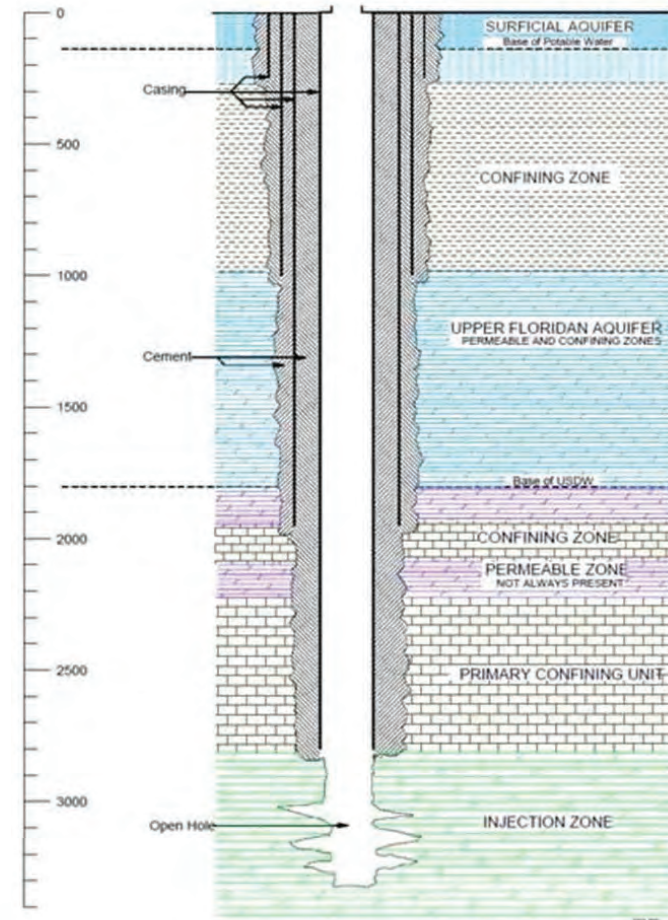 0
SURFICIAL AQUIFER
Base of Potable Water
Casing
500
CONFINING ZONE
1000
UPPER FLORIDAN AQUIFER
PERMEABLE AND CONFINING ZONES
Cement
1500
Base of USDW
2000
CONFINING ZONE
PERMEABLE ZONE
NOT ALWAYS PRESENT
2500
PRIMARY CONFINING UNIT
3000
Open Hole
INJECTION ZONE